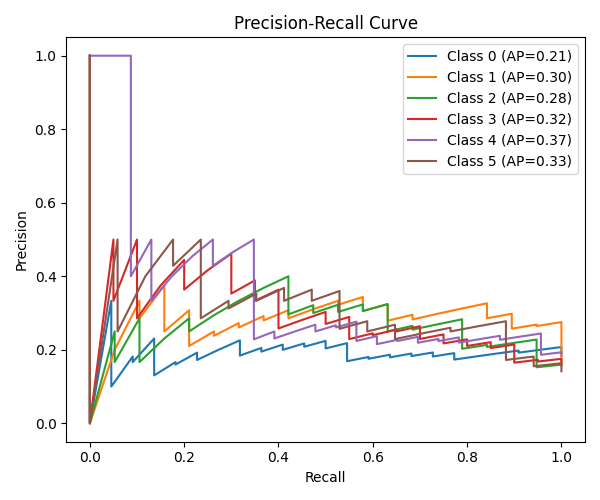 Precision-Recall Curve
Class 0 (AP=0.21)
Class 1 (AP=0.30)
Class 2 (AP=0.28)
Class 3 (AP=0.32)
Class 4 (AP=0.37)
Class 5 (AP=0.33)
Precision
1.0
0.8
0.6
0.4
0.2
0.0
0.0 0.2 0.4 0.6 0.8 1.0
Recall